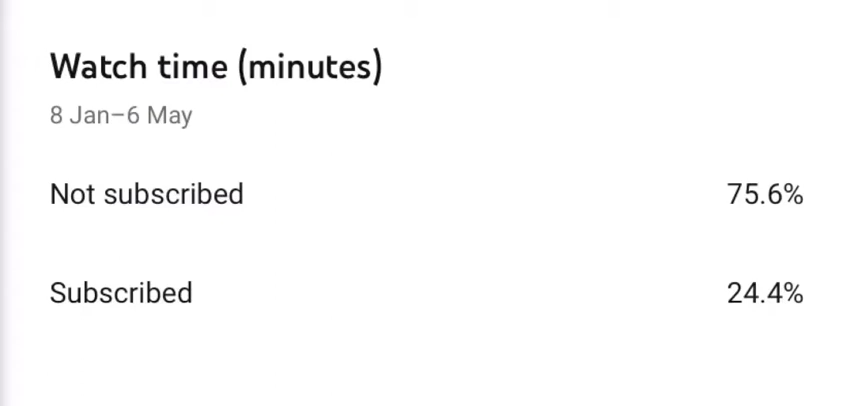 Watch time (minutes)
8 Jan–6 May
Not subscribed 75.6%
Subscribed 24.4%